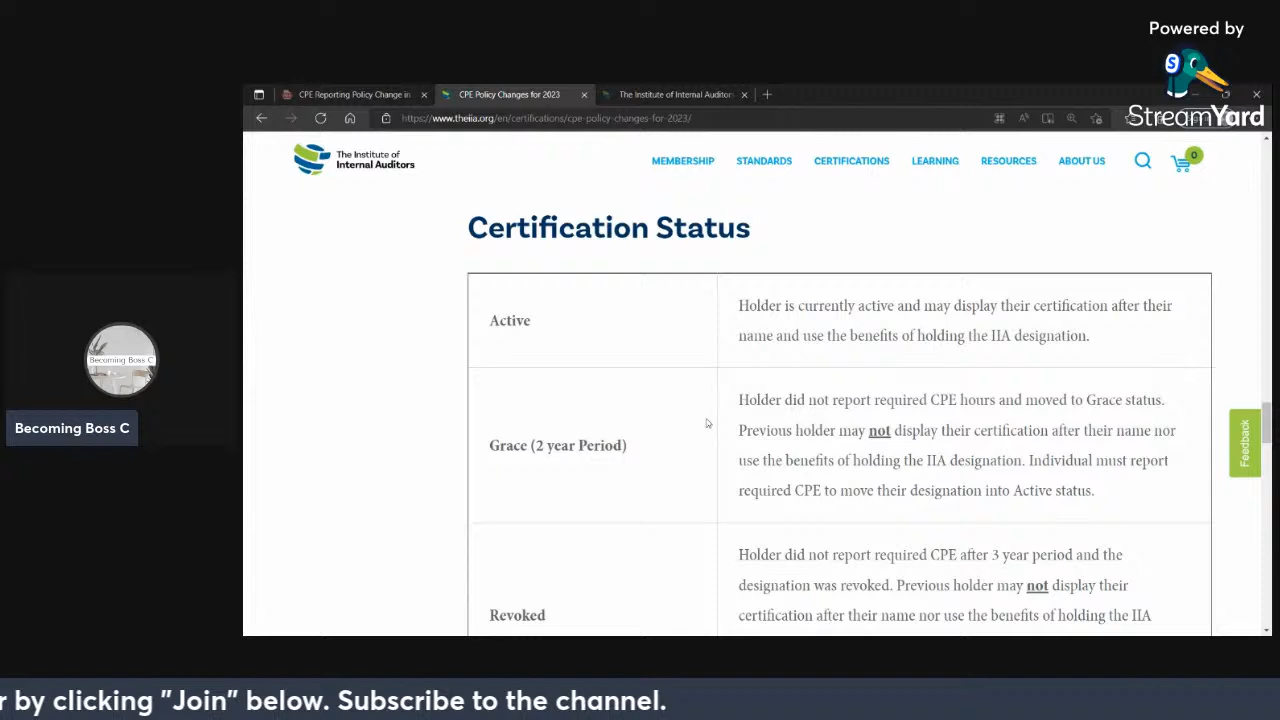 Powered by
StreamYard
CPE Reporting Policy Change in
CPE Policy Changes for 2023
The Institute of Internal Auditors
https://www.theiia.org/en/certifications/cpe-policy-changes-for-2023/
The Institute of
Internal Auditors
MEMBERSHIP
STANDARDS
CERTIFICATIONS
LEARNING
RESOURCES
ABOUT US
0
Certification Status
Active
Holder is currently active and may display their certification after their
name and use the benefits of holding the IIA designation.
Grace (2 year Period)
Holder did not report required CPE hours and moved to Grace status.
Previous holder may not display their certification after their name nor
use the benefits of holding the IIA designation. Individual must report
required CPE to move their designation into Active status.
Revoked
Holder did not report required CPE after 3 year period and the
designation was revoked. Previous holder may not display their
certification after their name nor use the benefits of holding the IIA
Feedback
Becoming Boss C
Becoming Boss C
r by clicking "Join" below. Subscribe to the channel.